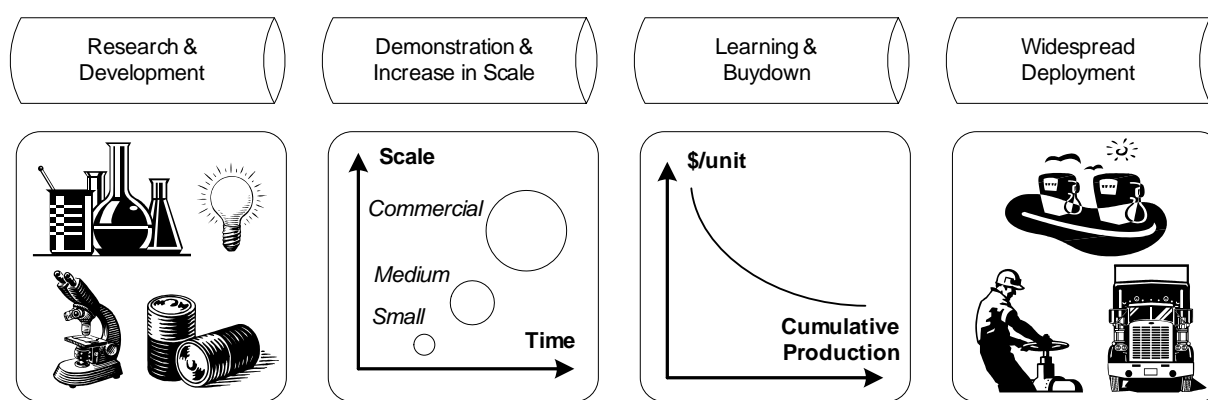 Research &
Development
Demonstration &
Increase in Scale
Learning &
Buydown
Widespread
Deployment
Scale
Commercial
Medium
Small
Time
$/unit
Cumulative
Production